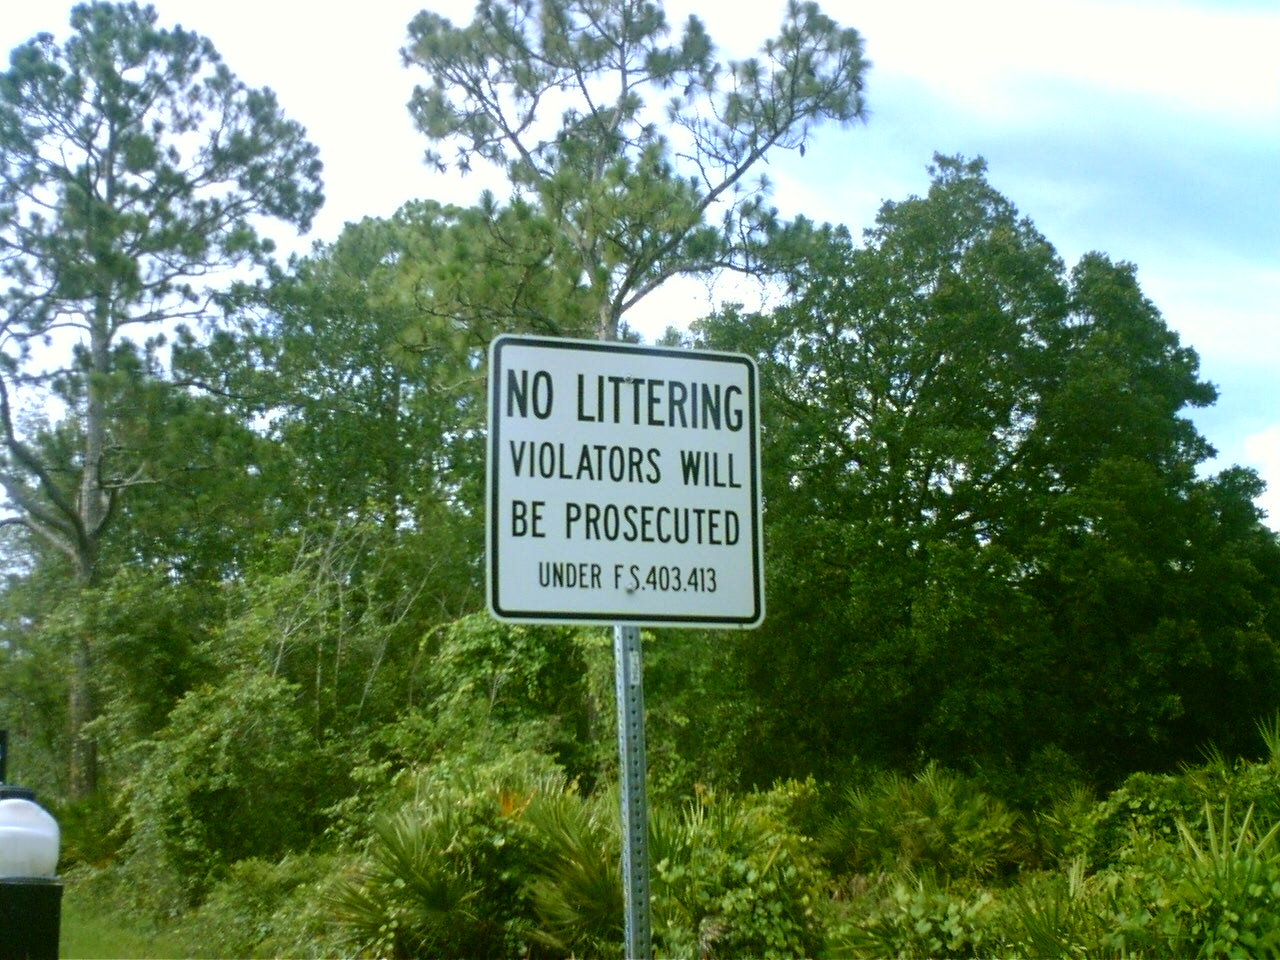 NO LITTERING
VIOLATORS WILL
BE PROSECUTED
UNDER F.S.403.413